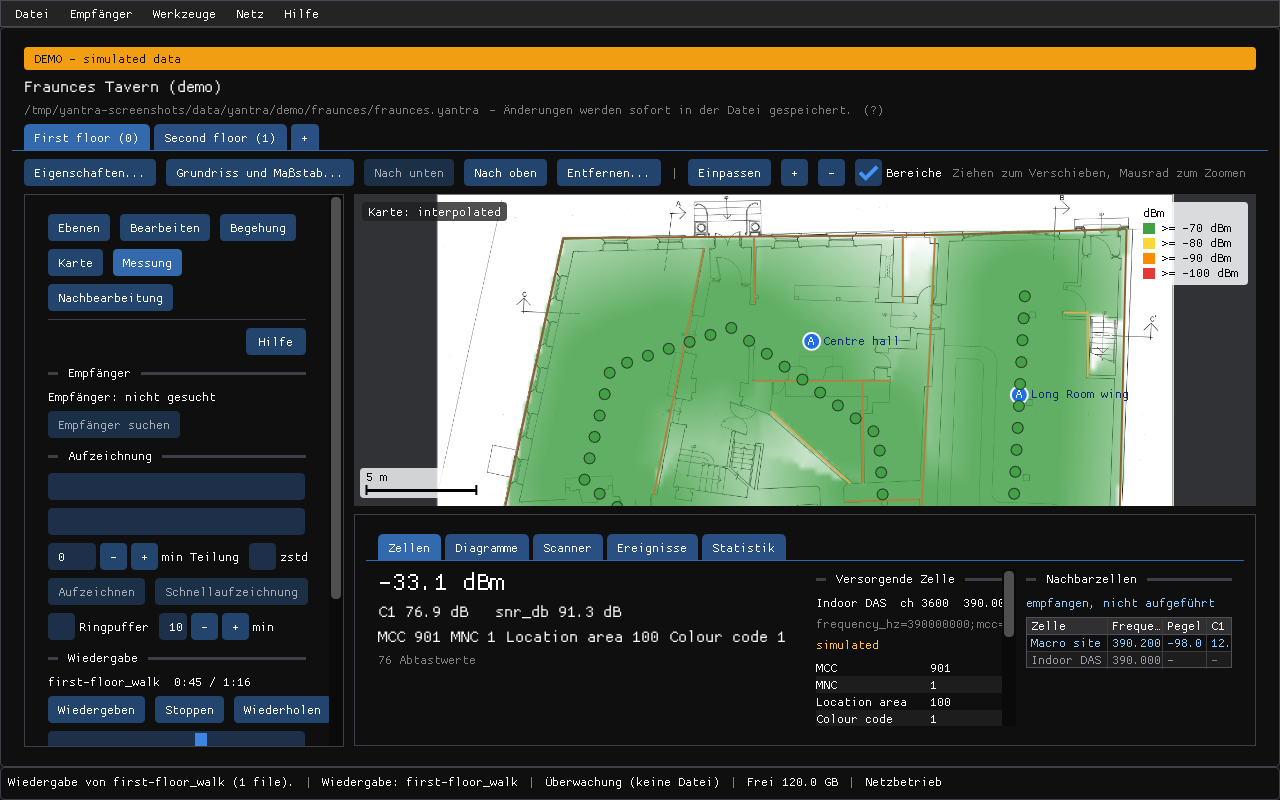 Datei Empfänger Werkzeuge Netz Hilfe
DEMO - simulated data
Fraunces Tavern (demo)
/tmp/yantra-screenshots/data/yantra/demo/fraunces/fraunces.yantra - Änderungen werden sofort in der Datei gespeichert. (?)
First floor (0) Second floor (1) +
Eigenschaften... Grundriss und Maßstab... Nach unten Nach oben Entfernen... | Einpassen + - Bereiche Ziehen zum Verschieben, Mausrad zum Zoomen
Ebenen Bearbeiten Begehung
Karte Messung
Nachbearbeitung
Hilfe
Empfänger
Empfänger: nicht gesucht
Empfänger suchen
Aufzeichnung
0 - + min Teilung zstd
Aufzeichnen Schnellaufzeichnung
Ringpuffer 10 - + min
Wiedergabe
first-floor_walk 0:45 / 1:16
Wiedergeben Stoppen Wiederholen
Karte: interpolated
A
B
C
C'
A Centre hall
A Long Room wing
5 m
dBm
>= -70 dBm
>= -80 dBm
>= -90 dBm
>= -100 dBm
Zellen Diagramme Scanner Ereignisse Statistik
-33.1 dBm
C1 76.9 dB snr_db 91.3 dB
MCC 901 MNC 1 Location area 100 Colour code 1
76 Abtastwerte
Versorgende Zelle
Indoor DAS ch 3600 390.00
frequency_hz=390000000;mcc=
simulated
MCC 901
MNC 1
Location area 100
Colour code 1
Nachbarzellen
empfangen, nicht aufgeführt
Zelle Freque... Pegel C1
Macro site 390.200 -98.0 12.
Indoor DAS 390.000 - -
Wiedergabe von first-floor_walk (1 file). | Wiedergabe: first-floor_walk | Überwachung (keine Datei) | Frei 120.0 GB | Netzbetrieb